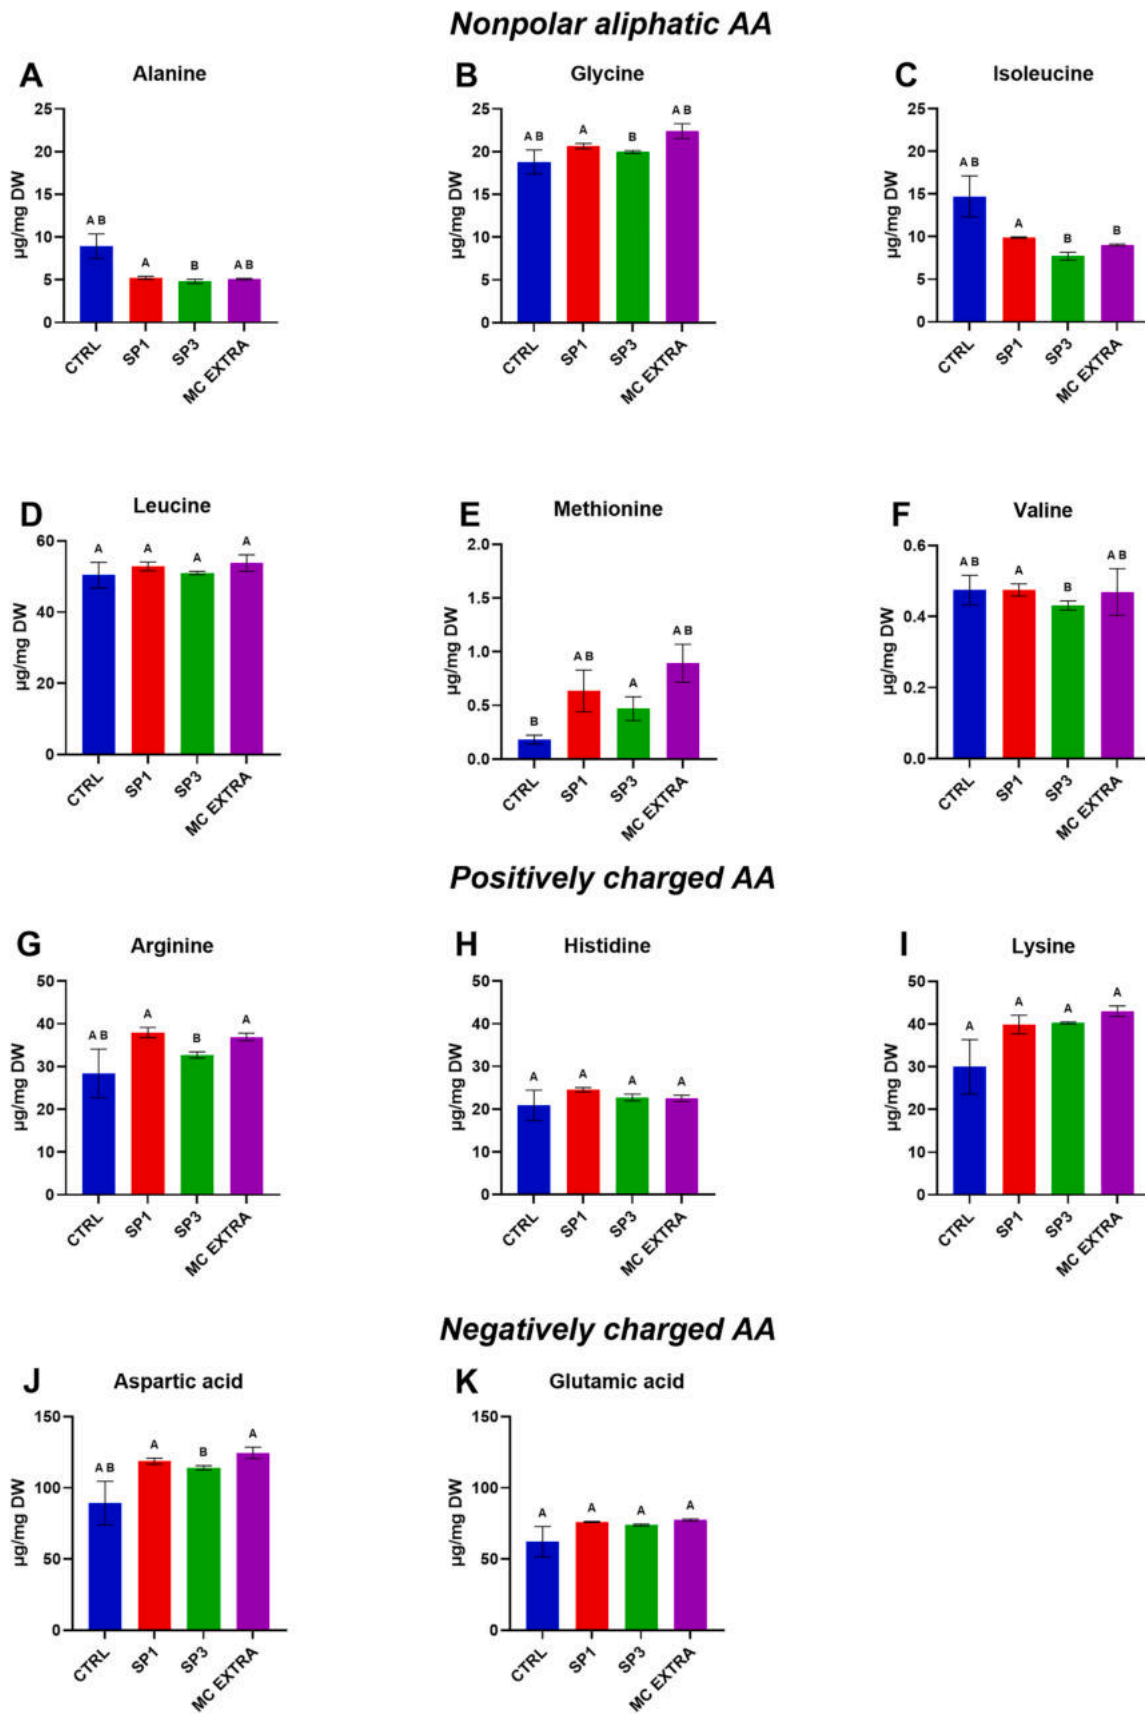 Nonpolar aliphatic AA
A
Alanine
µg/mg DW
25
20
15
10
5
0
A B
A
B
A B
CTRL
SP1
SP3
MC EXTRA
B
Glycine
µg/mg DW
25
20
15
10
5
0
A B
A
B
A B
CTRL
SP1
SP3
MC EXTRA
C
Isoleucine
µg/mg DW
25
20
15
10
5
0
A B
A
B
B
CTRL
SP1
SP3
MC EXTRA
D
Leucine
µg/mg DW
60
40
20
0
A
A
A
A
CTRL
SP1
SP3
MC EXTRA
E
Methionine
µg/mg DW
2.0
1.5
1.0
0.5
0.0
B
A B
A
A B
CTRL
SP1
SP3
MC EXTRA
F
Valine
µg/mg DW
0.6
0.4
0.2
0.0
A B
A
B
A B
CTRL
SP1
SP3
MC EXTRA
Positively charged AA
G
Arginine
µg/mg DW
50
40
30
20
10
0
A B
A
B
A
CTRL
SP1
SP3
MC EXTRA
H
Histidine
µg/mg DW
50
40
30
20
10
0
A
A
A
A
CTRL
SP1
SP3
MC EXTRA
I
Lysine
µg/mg DW
50
40
30
20
10
0
A
A
A
A
CTRL
SP1
SP3
MC EXTRA
Negatively charged AA
J
Aspartic acid
µg/mg DW
150
100
50
0
A B
A
B
A
CTRL
SP1
SP3
MC EXTRA
K
Glutamic acid
µg/mg DW
150
100
50
0
A
A
A
A
CTRL
SP1
SP3
MC EXTRA